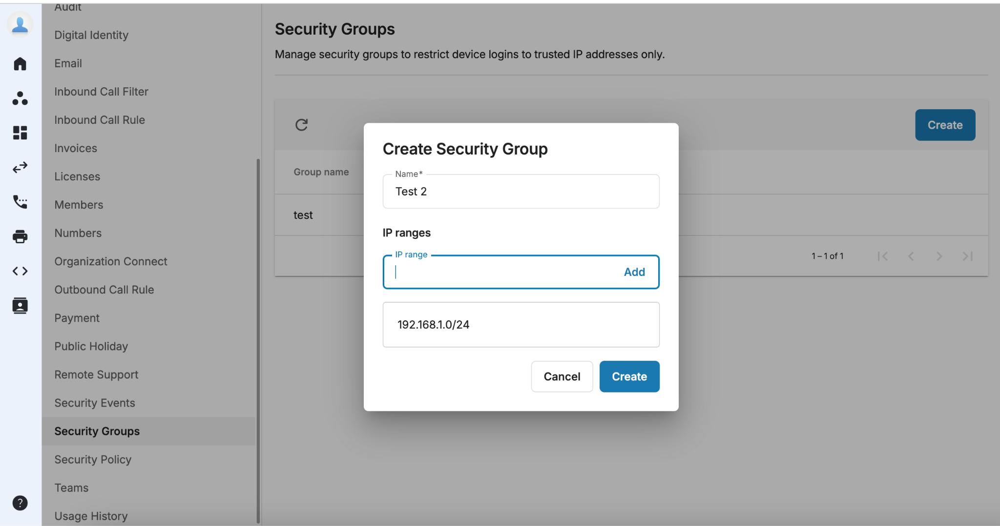 Audit
Digital Identity
Email
Inbound Call Filter
Inbound Call Rule
Invoices
Licenses
Members
Numbers
Organization Connect
Outbound Call Rule
Payment
Public Holiday
Remote Support
Security Events
Security Groups
Security Policy
Teams
Usage History
?
Security Groups
Manage security groups to restrict device logins to trusted IP addresses only.
Create
Group name
test
1 – 1 of 1
Create Security Group
Name*
Test 2
IP ranges
IP range
Add
192.168.1.0/24
Cancel
Create